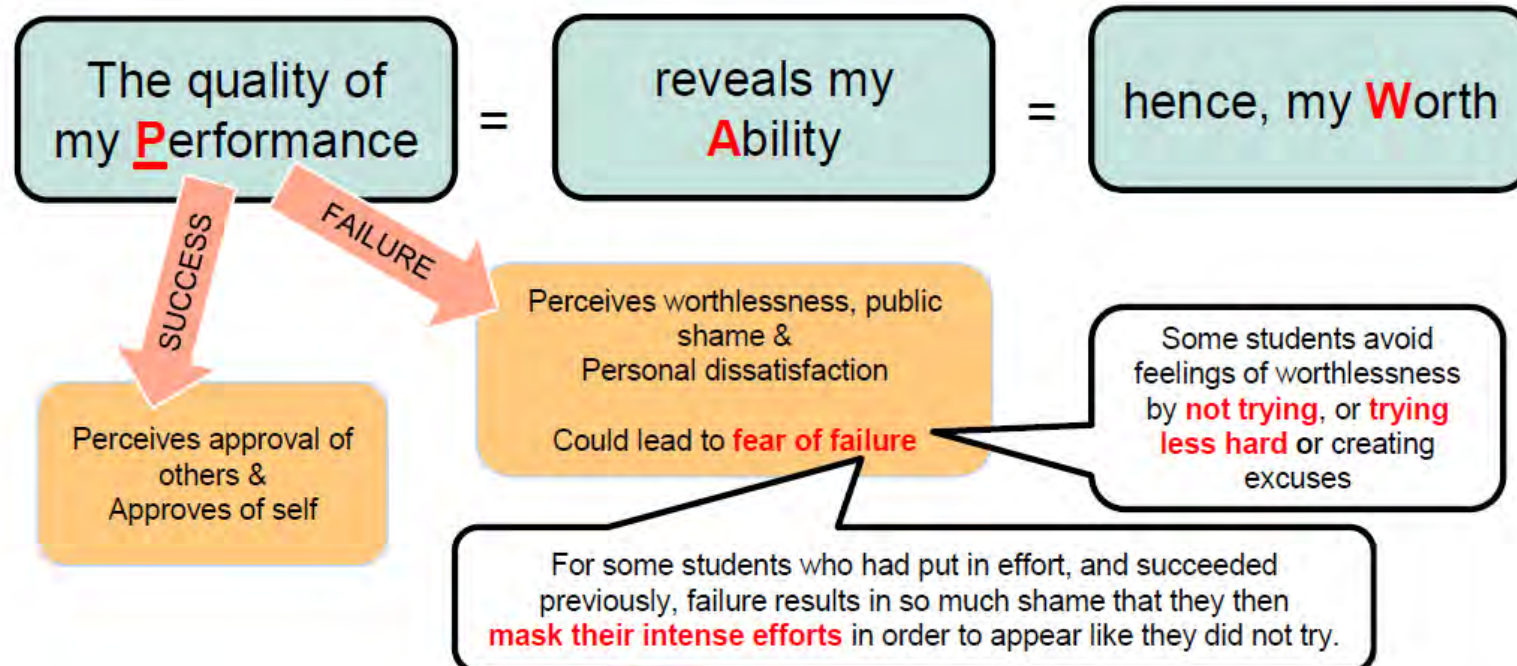 The quality of
my Performance
=
reveals my
Ability
=
hence, my Worth
SUCCESS
FAILURE
Perceives approval of
others &
Approves of self
Perceives worthlessness, public
shame &
Personal dissatisfaction
Could lead to fear of failure
Some students avoid
feelings of worthlessness
by not trying, or trying
less hard or creating
excuses
For some students who had put in effort, and succeeded
previously, failure results in so much shame that they then
mask their intense efforts in order to appear like they did not try.